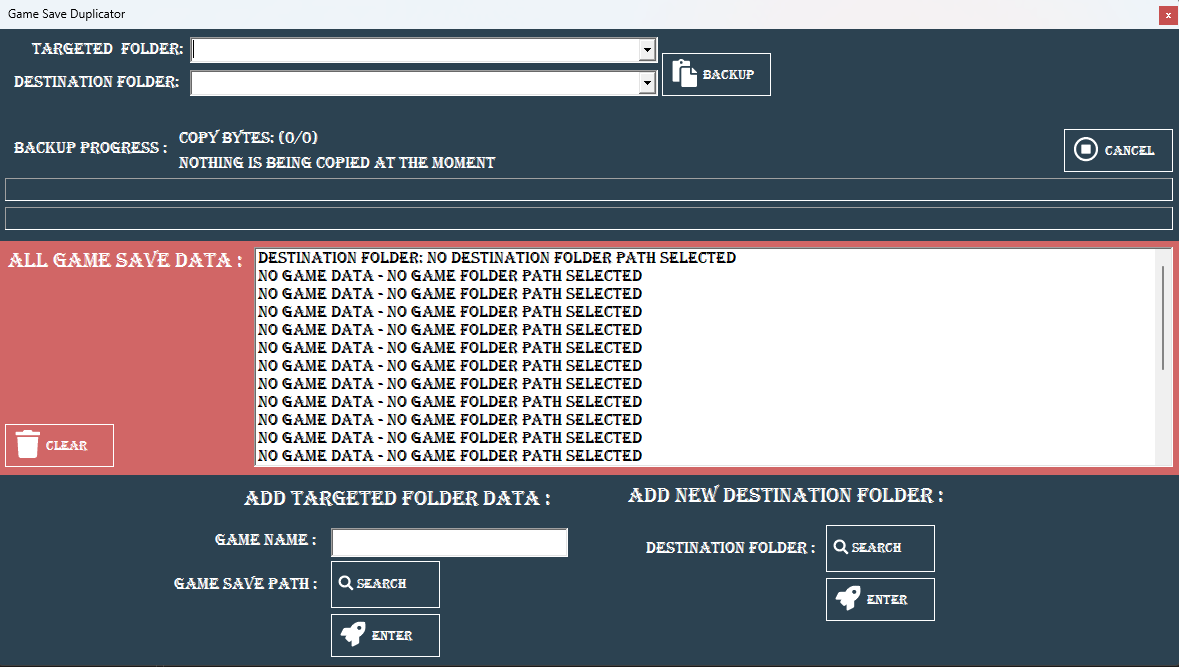 Game Save Duplicator
x
TARGETED FOLDER:
DESTINATION FOLDER:
BACKUP
BACKUP PROGRESS :
COPY BYTES: (0/0)
NOTHING IS BEING COPIED AT THE MOMENT
CANCEL
ALL GAME SAVE DATA :
DESTINATION FOLDER: NO DESTINATION FOLDER PATH SELECTED
NO GAME DATA - NO GAME FOLDER PATH SELECTED
NO GAME DATA - NO GAME FOLDER PATH SELECTED
NO GAME DATA - NO GAME FOLDER PATH SELECTED
NO GAME DATA - NO GAME FOLDER PATH SELECTED
NO GAME DATA - NO GAME FOLDER PATH SELECTED
NO GAME DATA - NO GAME FOLDER PATH SELECTED
NO GAME DATA - NO GAME FOLDER PATH SELECTED
NO GAME DATA - NO GAME FOLDER PATH SELECTED
NO GAME DATA - NO GAME FOLDER PATH SELECTED
NO GAME DATA - NO GAME FOLDER PATH SELECTED
NO GAME DATA - NO GAME FOLDER PATH SELECTED
CLEAR
ADD TARGETED FOLDER DATA :
GAME NAME :
GAME SAVE PATH :
SEARCH
ENTER
ADD NEW DESTINATION FOLDER :
DESTINATION FOLDER :
SEARCH
ENTER